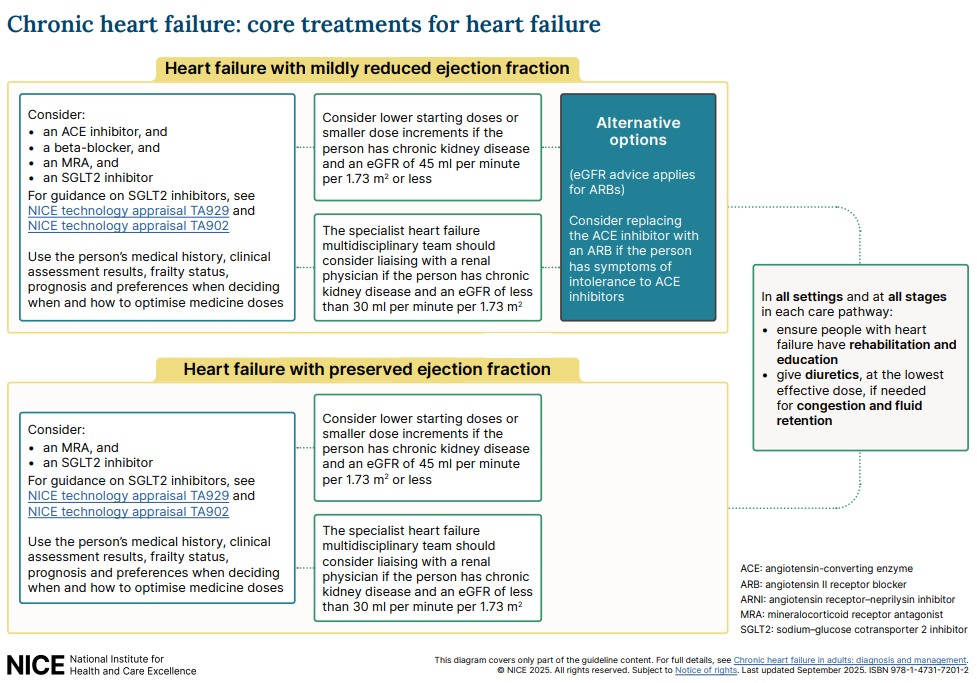 Chronic heart failure: core treatments for heart failure
Heart failure with mildly reduced ejection fraction
Consider:
• an ACE inhibitor, and
• a beta-blocker, and
• an MRA, and
• an SGLT2 inhibitor
For guidance on SGLT2 inhibitors, see
NICE technology appraisal TA929 and
NICE technology appraisal TA902
Use the person's medical history, clinical
assessment results, frailty status,
prognosis and preferences when deciding
when and how to optimise medicine doses
Consider lower starting doses or
smaller dose increments if the
person has chronic kidney disease
and an eGFR of 45 ml per minute
per 1.73 m² or less
The specialist heart failure
multidisciplinary team should
consider liaising with a renal
physician if the person has chronic
kidney disease and an eGFR of less
than 30 ml per minute per 1.73 m²
Alternative
options
(eGFR advice applies
for ARBs)
Consider replacing
the ACE inhibitor with
an ARB if the person
has symptoms of
intolerance to ACE
inhibitors
Heart failure with preserved ejection fraction
Consider:
• an MRA, and
• an SGLT2 inhibitor
For guidance on SGLT2 inhibitors, see
NICE technology appraisal TA929 and
NICE technology appraisal TA902
Use the person's medical history, clinical
assessment results, frailty status,
prognosis and preferences when deciding
when and how to optimise medicine doses
Consider lower starting doses or
smaller dose increments if the
person has chronic kidney disease
and an eGFR of 45 ml per minute
per 1.73 m² or less
The specialist heart failure
multidisciplinary team should
consider liaising with a renal
physician if the person has chronic
kidney disease and an eGFR of less
than 30 ml per minute per 1.73 m²
In all settings and at all stages
in each care pathway:
• ensure people with heart
failure have rehabilitation and
education
• give diuretics, at the lowest
effective dose, if needed
for congestion and fluid
retention
ACE: angiotensin-converting enzyme
ARB: angiotensin II receptor blocker
ARNI: angiotensin receptor–neprilysin inhibitor
MRA: mineralocorticoid receptor antagonist
SGLT2: sodium–glucose cotransporter 2 inhibitor
NICE National Institute for
Health and Care Excellence
This diagram covers only part of the guideline content. For full details, see Chronic heart failure in adults: diagnosis and management.
© NICE 2025. All rights reserved. Subject to Notice of rights. Last updated September 2025. ISBN 978-1-4731-7201-2